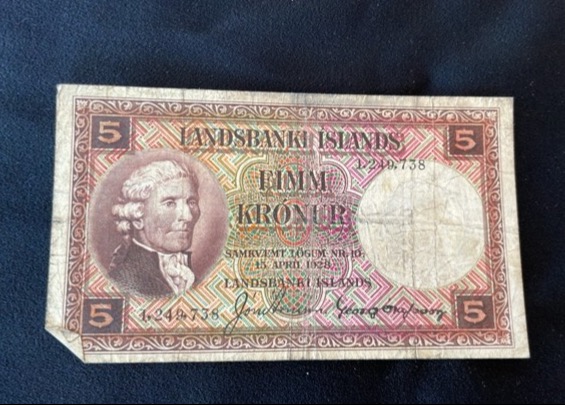 5
LANDSBANKI ÍSLANDS
5
1,249,738
FIMM
KRÓNUR
SAMKVÆMT LÖGUM NR. 10,
15. APRÍL 1928.
LANDSBANKI ÍSLANDS
5
1,249,738
5